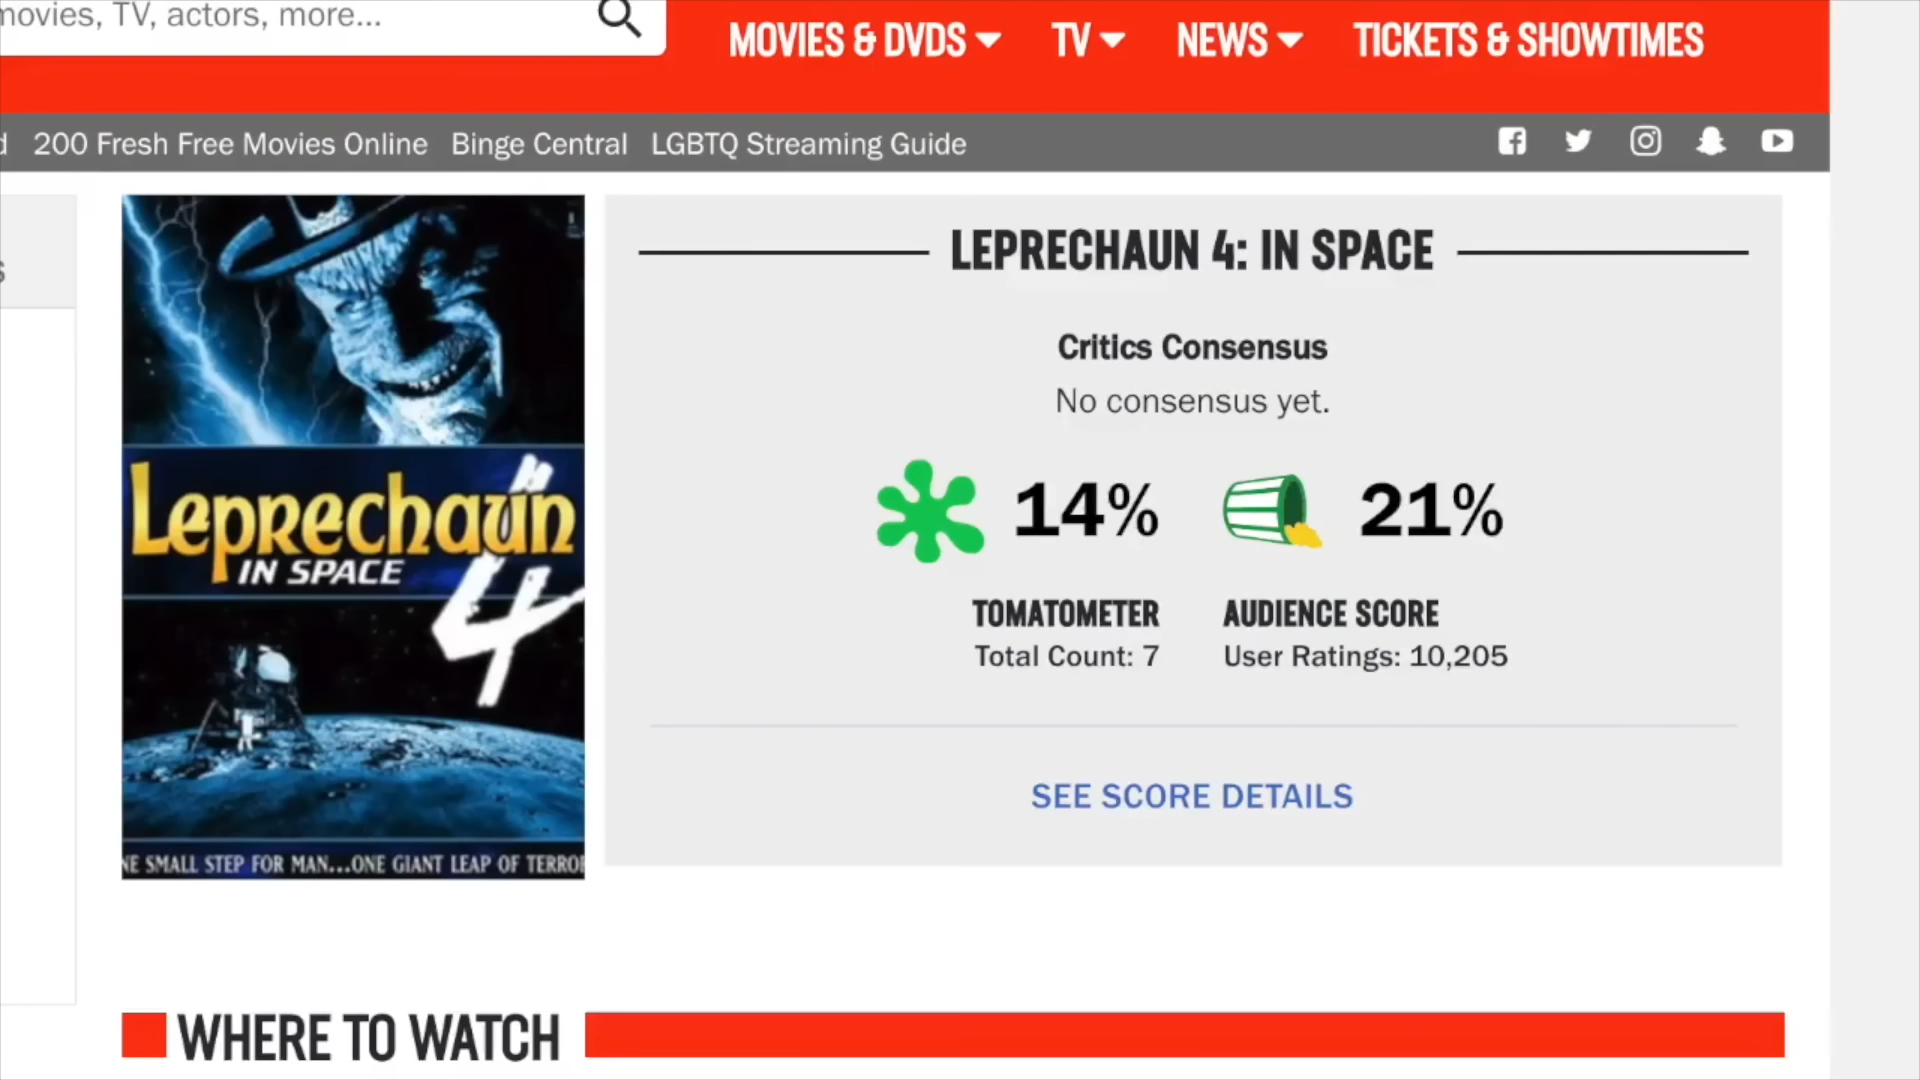 movies, TV, actors, more...
MOVIES & DVDS TV NEWS TICKETS & SHOWTIMES
200 Fresh Free Movies Online Binge Central LGBTQ Streaming Guide
Leprechaun
IN SPACE
4
NE SMALL STEP FOR MAN...ONE GIANT LEAP OF TERROR
LEPRECHAUN 4: IN SPACE
Critics Consensus
No consensus yet.
14% 21%
TOMATOMETER AUDIENCE SCORE
Total Count: 7 User Ratings: 10,205
SEE SCORE DETAILS
WHERE TO WATCH